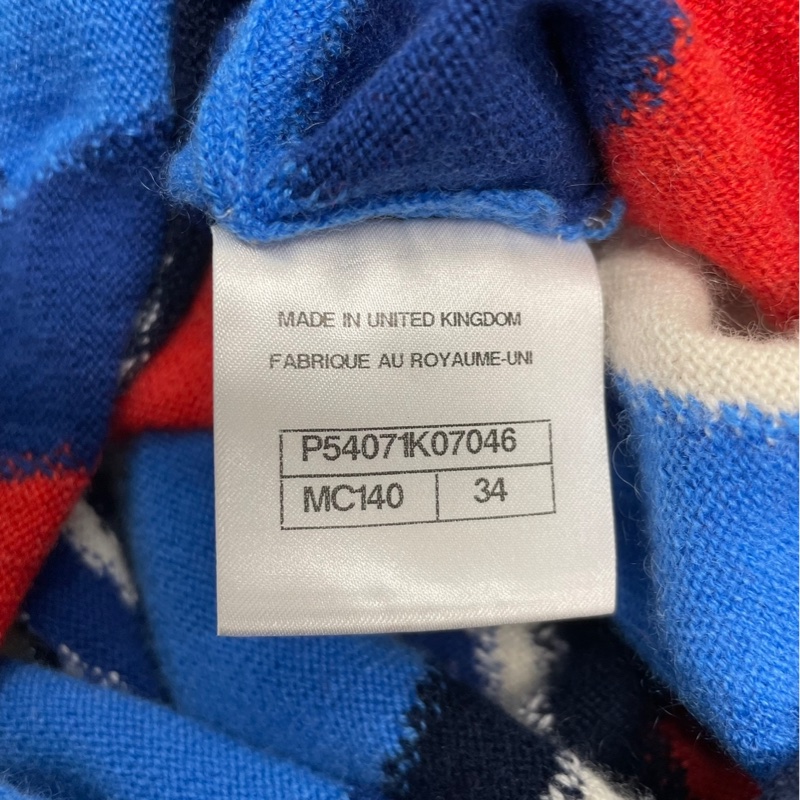 MADE IN UNITED KINGDOM
FABRIQUE AU ROYAUME-UNI
P54071K07046
MC140 34